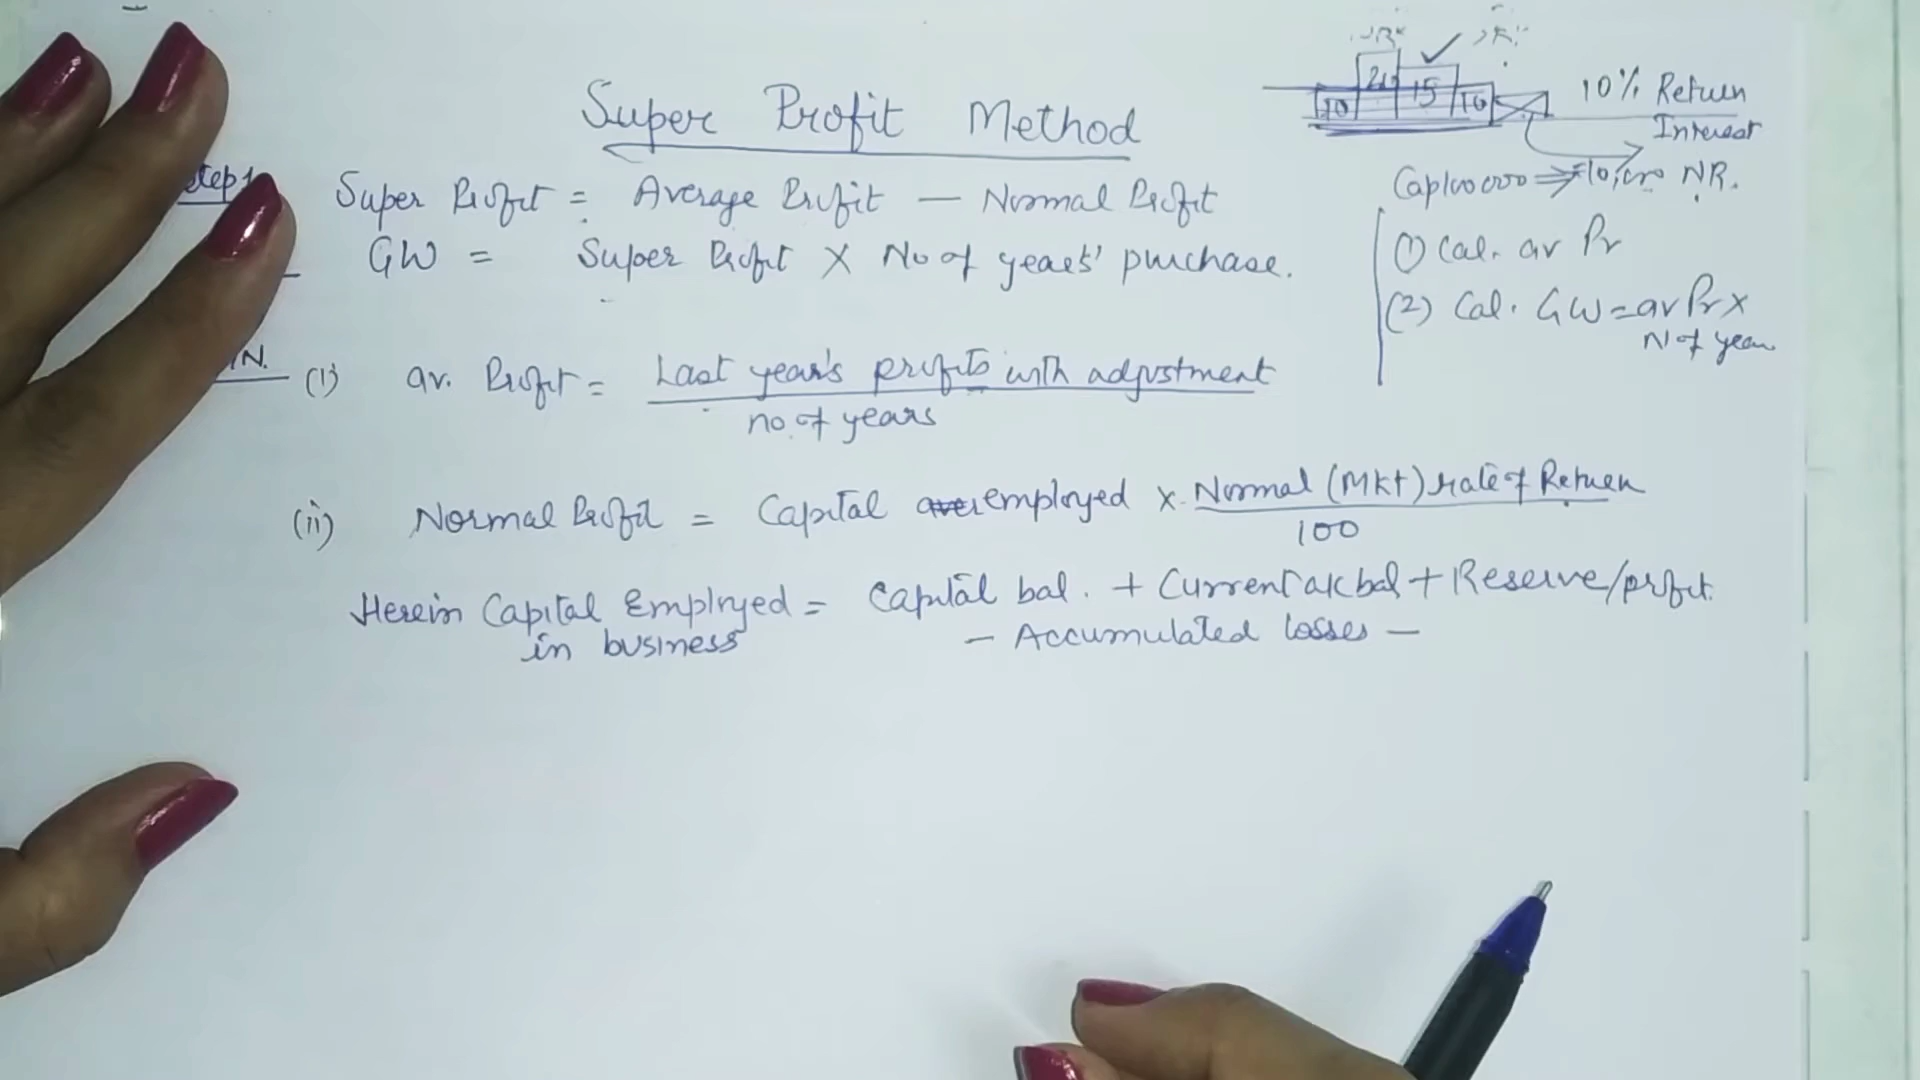 Super Profit Method
Step 1
Super Profit = Average Profit — Normal Profit
GW = Super Profit X No of years' purchase.
N.
(i) av. Profit = Last year's profits with adjustment
no. of years
(ii) Normal Profit = Capital employed x Normal (Mkt) rate of Return
100
Herein Capital Employed = Capital bal. + Current a/c bal + Reserve/profit.
in business — Accumulated losses —
10 20 15 10
10% Return
Interest
NR.
(1) Cal. av Pr
(2) Cal. GW = av Pr x
N of year